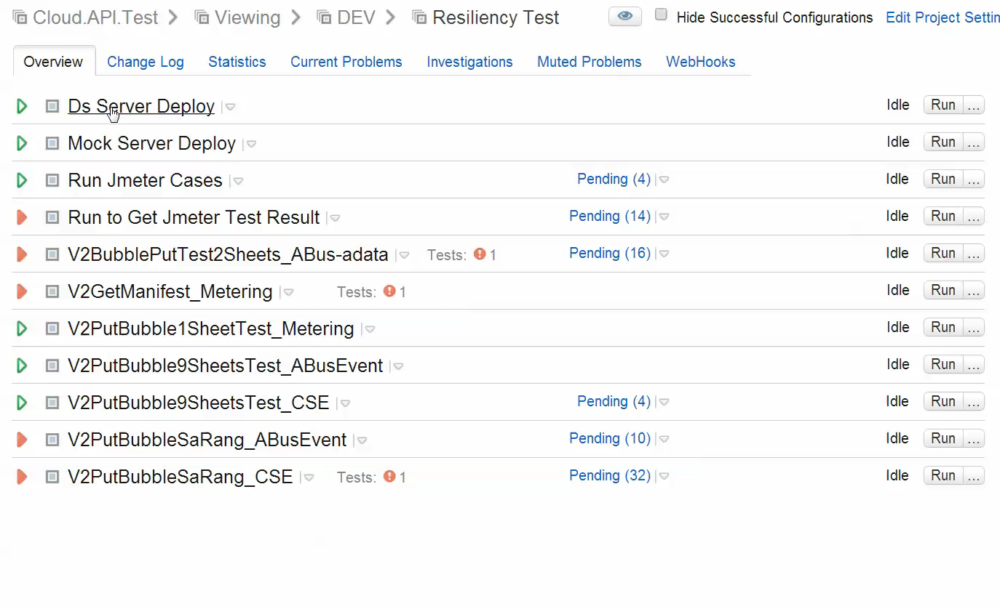 Cloud.API.Test Viewing DEV Resiliency Test Hide Successful Configurations Edit Project Settin
Overview Change Log Statistics Current Problems Investigations Muted Problems WebHooks
Ds Server Deploy Idle Run ...
Mock Server Deploy Idle Run ...
Run Jmeter Cases Pending (4) Idle Run ...
Run to Get Jmeter Test Result Pending (14) Idle Run ...
V2BubblePutTest2Sheets_ABus-adata Tests: 1 Pending (16) Idle Run ...
V2GetManifest_Metering Tests: 1 Idle Run ...
V2PutBubble1SheetTest_Metering Idle Run ...
V2PutBubble9SheetsTest_ABusEvent Idle Run ...
V2PutBubble9SheetsTest_CSE Pending (4) Idle Run ...
V2PutBubbleSaRang_ABusEvent Pending (10) Idle Run ...
V2PutBubbleSaRang_CSE Tests: 1 Pending (32) Idle Run ...